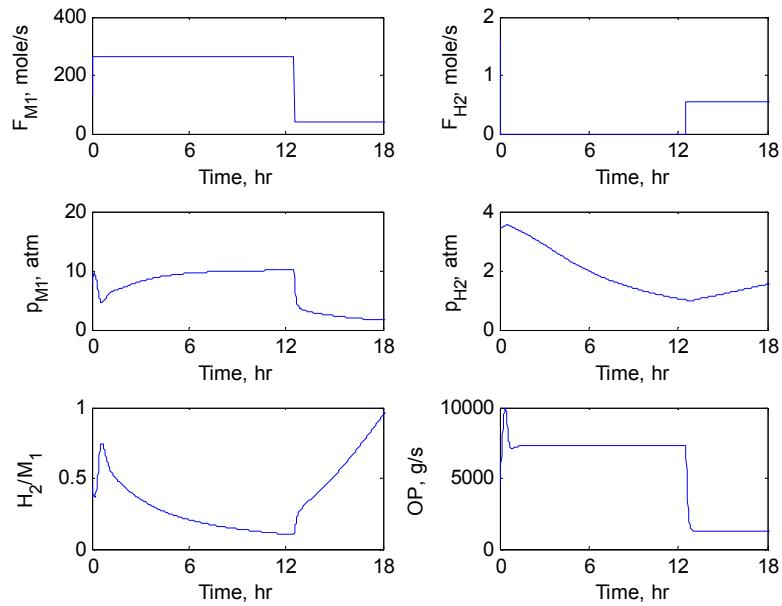 400
200
0
F_M1, mole/s
0 6 12 18
Time, hr
2
1
0
F_H2, mole/s
0 6 12 18
Time, hr
20
10
0
p_M1, atm
0 6 12 18
Time, hr
4
2
0
p_H2, atm
0 6 12 18
Time, hr
1
0.5
0
H_2/M_1
0 6 12 18
Time, hr
10000
5000
0
OP, g/s
0 6 12 18
Time, hr